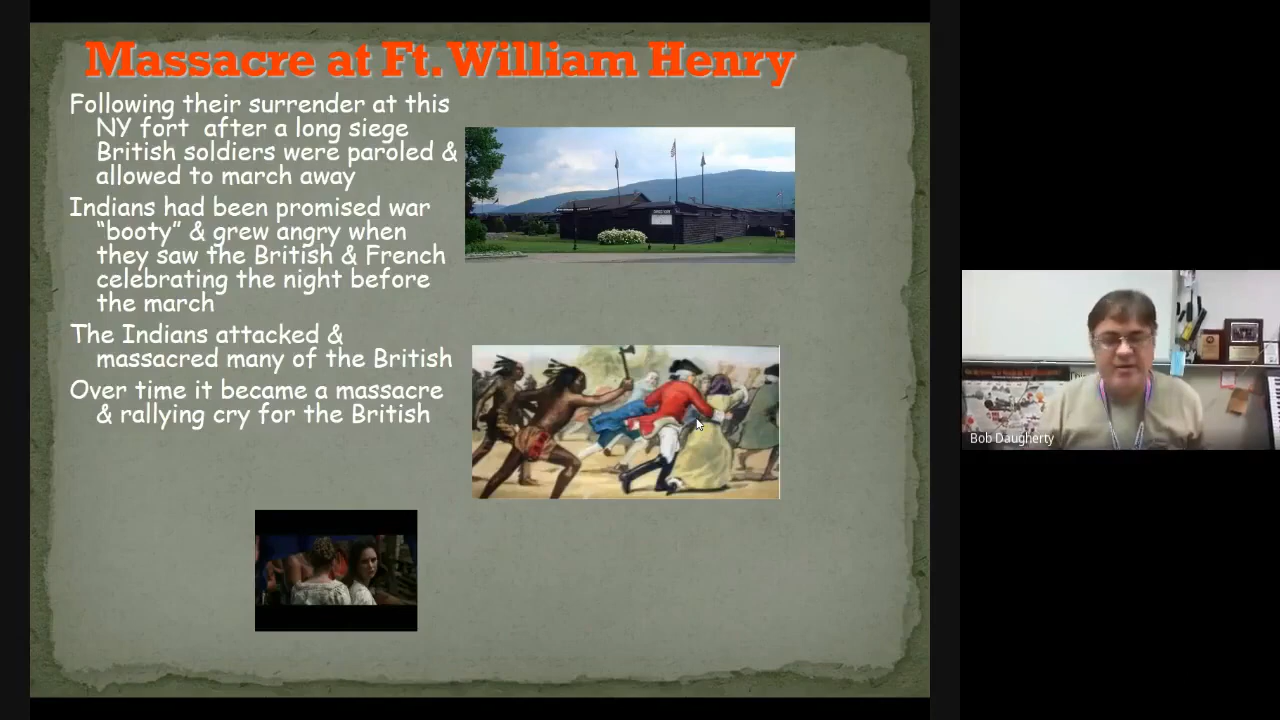 Massacre at Ft. William Henry
Following their surrender at this
NY fort after a long siege
British soldiers were paroled &
allowed to march away
Indians had been promised war
“booty” & grew angry when
they saw the British & French
celebrating the night before
the march
The Indians attacked &
massacred many of the British
Over time it became a massacre
& rallying cry for the British
Bob Daugherty